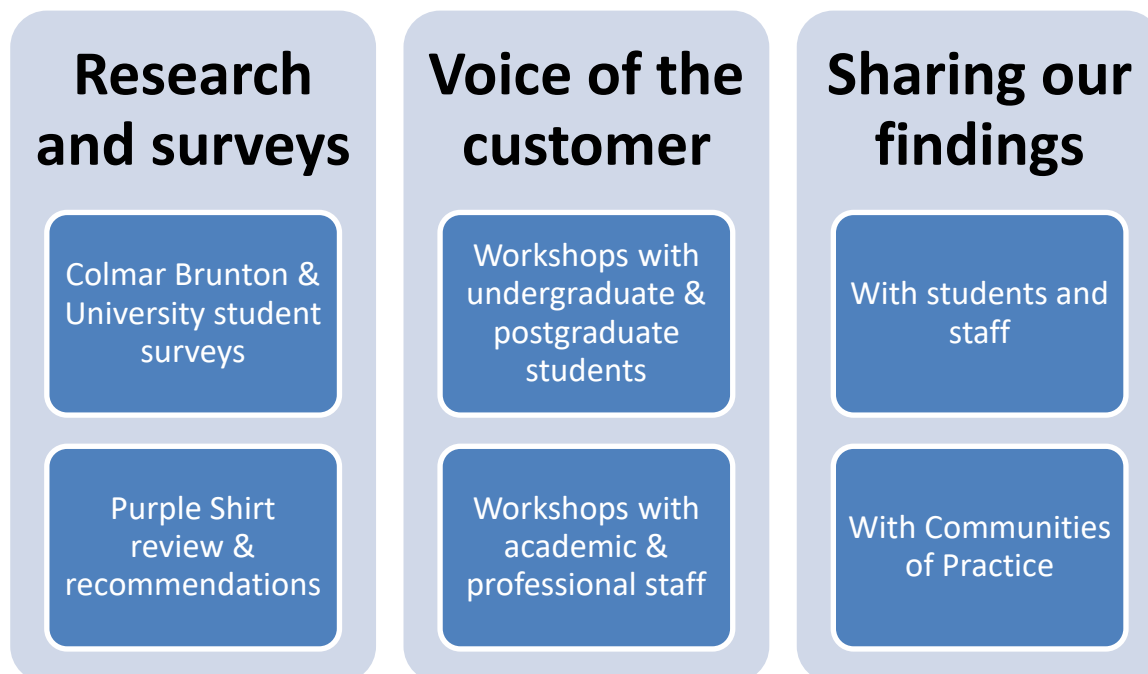 Research
and surveys
Colmar Brunton &
University student
surveys
Purple Shirt
review &
recommendations
Voice of the
customer
Workshops with
undergraduate &
postgraduate
students
Workshops with
academic &
professional staff
Sharing our
findings
With students and
staff
With Communities
of Practice